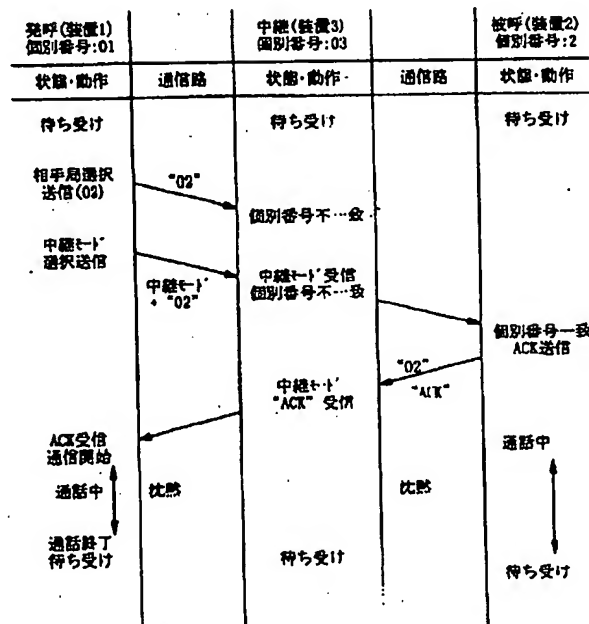 発呼(装置1) 中継(装置3) 被呼(装置2)
個別番号:01 個別番号:03 個別番号:2
状態・動作 通信路 状態・動作 通信路 状態・動作
待ち受け 待ち受け 待ち受け
相手局選択
送信(02)
"02"
個別番号不一致
中継モード
選択送信
中継モード
+ "02"
中継モード受信
個別番号不一致
個別番号一致
ACK送信
"02"
"ACK"
中継モード
"ACK" 受信
ACK受信
通信開始
通話中
通話中 沈黙 沈黙
通話終了
待ち受け 待ち受け 待ち受け